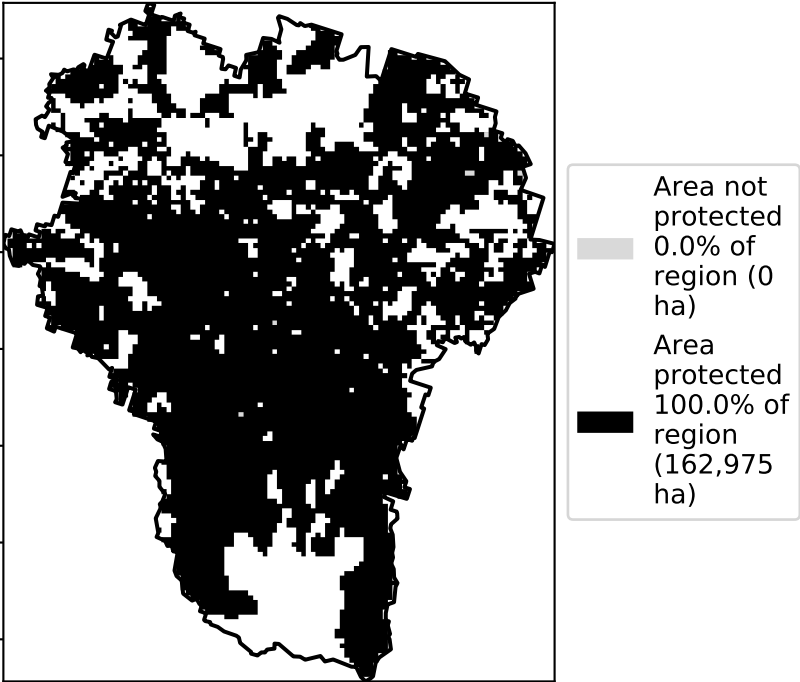 Area not
protected
0.0% of
region (0
ha)
Area
protected
100.0% of
region
(162,975
ha)